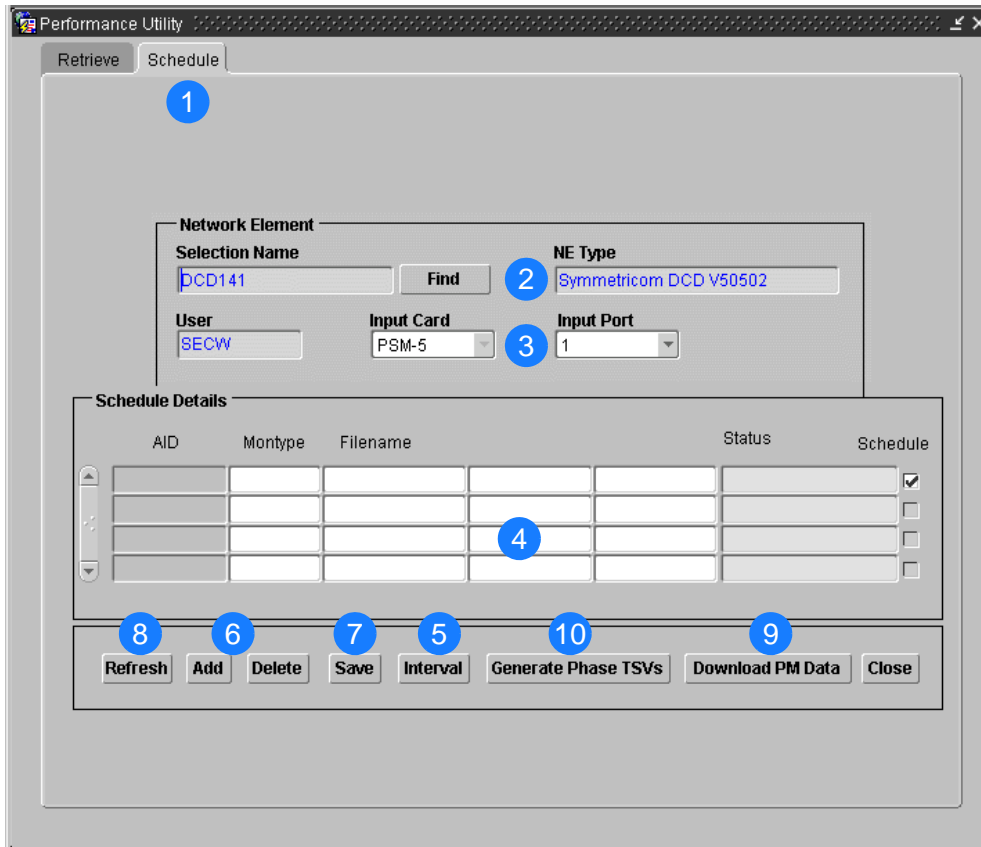 Performance Utility
Retrieve Schedule
1
Network Element
Selection Name NE Type
DCD141 Find 2 Symmetricom DCD V50502
User Input Card Input Port
SECW PSM-5 3 1
Schedule Details
AID Montype Filename Status Schedule
4
8 6 7 5 10 9
Refresh Add Delete Save Interval Generate Phase TSVs Download PM Data Close